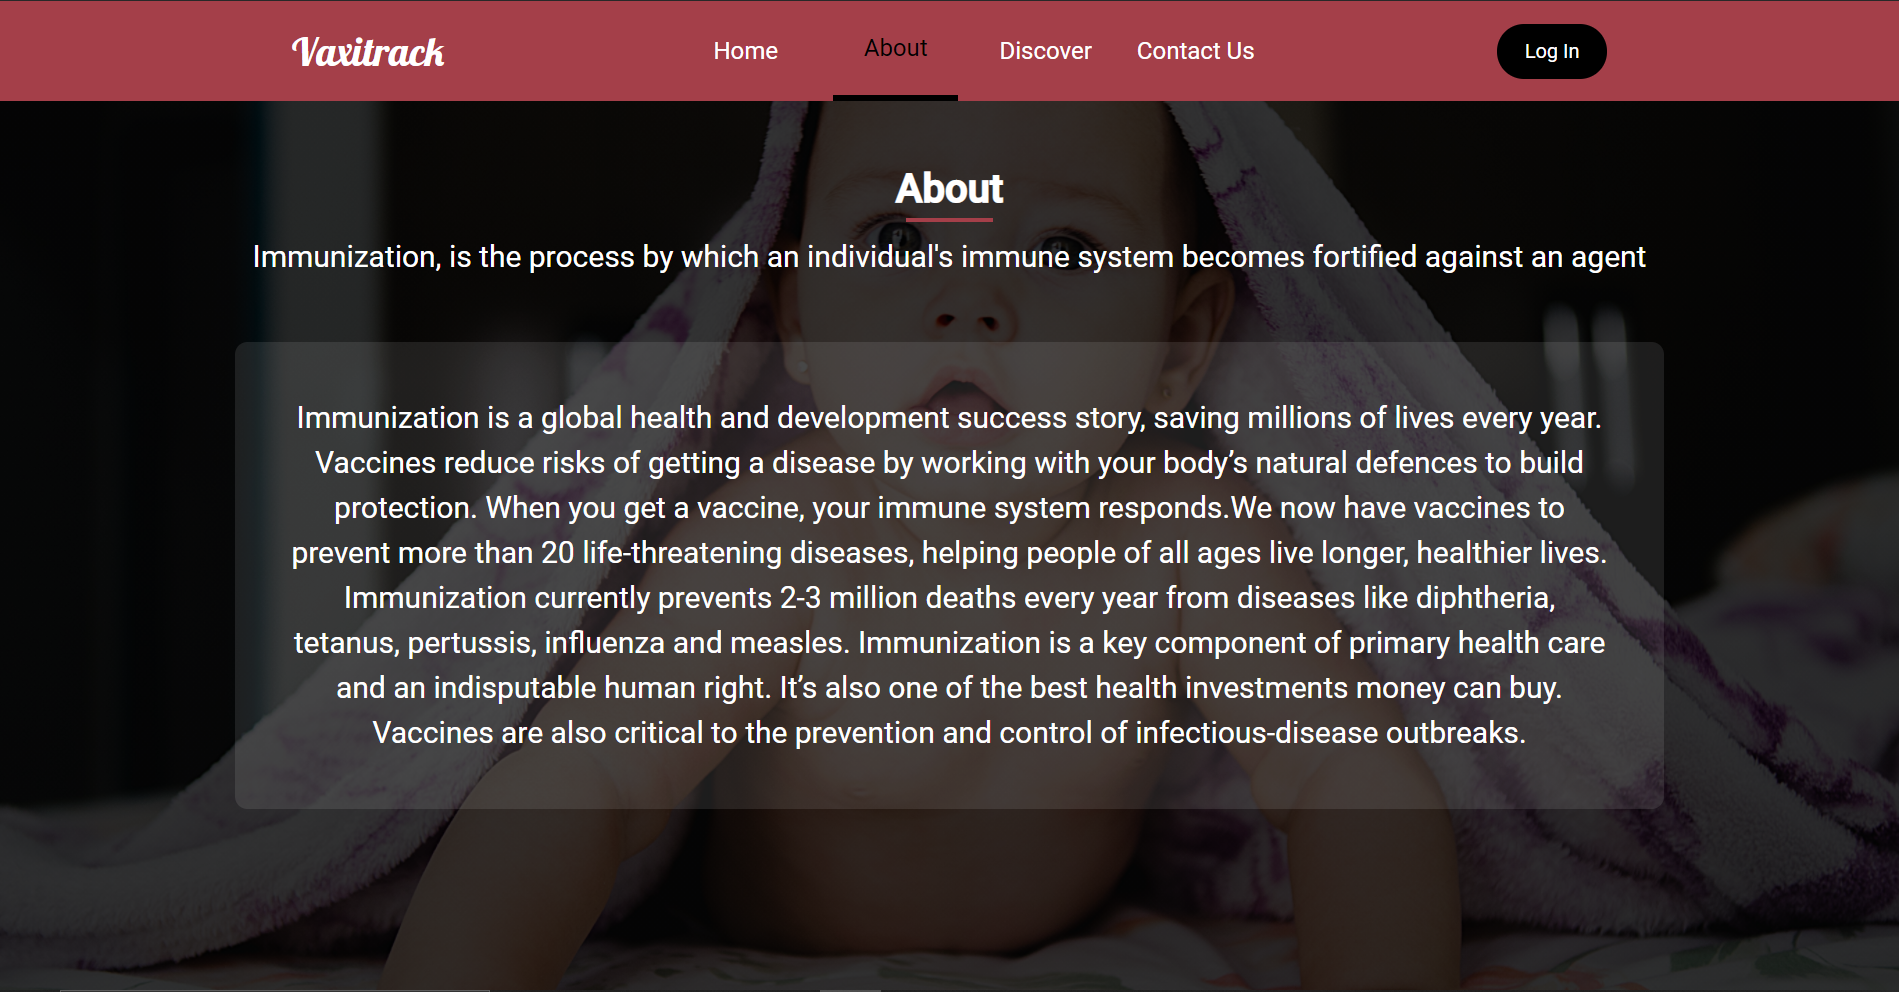 Vaxitrack
Home
About
Discover
Contact Us
Log In
About
Immunization, is the process by which an individual's immune system becomes fortified against an agent
Immunization is a global health and development success story, saving millions of lives every year.
Vaccines reduce risks of getting a disease by working with your body’s natural defences to build
protection. When you get a vaccine, your immune system responds.We now have vaccines to
prevent more than 20 life-threatening diseases, helping people of all ages live longer, healthier lives.
Immunization currently prevents 2-3 million deaths every year from diseases like diphtheria,
tetanus, pertussis, influenza and measles. Immunization is a key component of primary health care
and an indisputable human right. It’s also one of the best health investments money can buy.
Vaccines are also critical to the prevention and control of infectious-disease outbreaks.